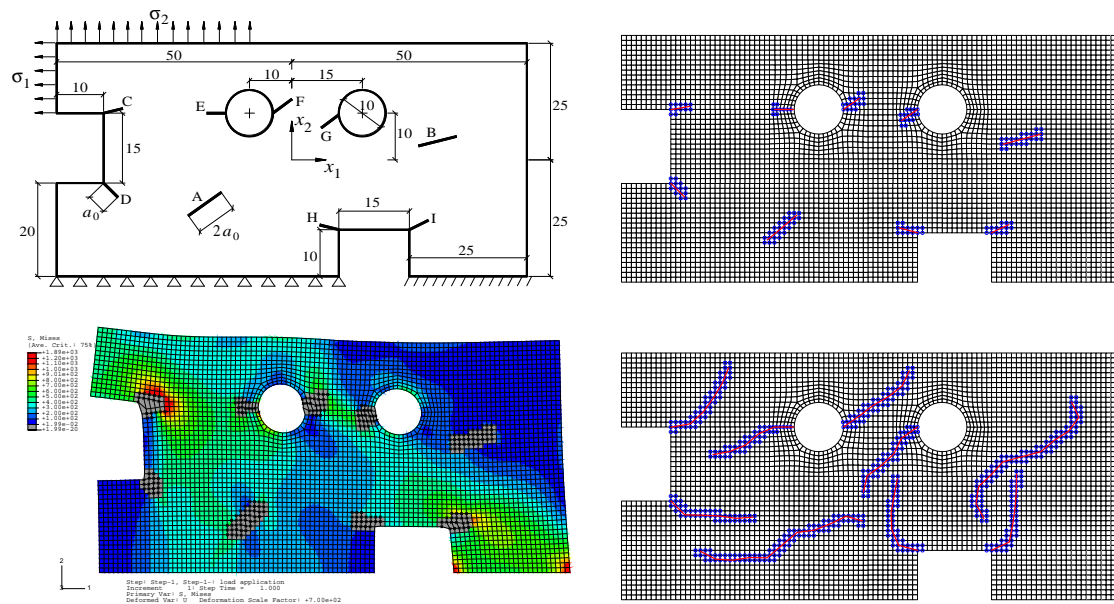 σ₂
50
50
10
15
σ₁
10
C
E
F
10
x₂
G
10
B
25
15
x₁
D
a₀
A
2a₀
20
H
15
I
10
25
25
S, Mises
(Ave. Crit.: 75%)
+1.89e+03
+1.20e+03
+1.10e+03
+9.01e+02
+8.00e+02
+7.00e+02
+6.00e+02
+5.00e+02
+4.00e+02
+3.00e+02
+2.00e+02
+1.00e+02
+1.99e-02
+1.99e-20
2
3
1
Step: Step-1, Step-1-: load application
Increment 1: Step Time = 1.000
Primary Var: S, Mises
Deformed Var: U Deformation Scale Factor: +7.00e+02